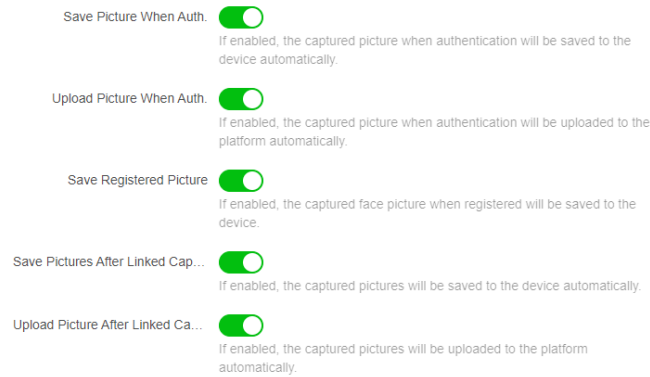 Save Picture When Auth.
If enabled, the captured picture when authentication will be saved to the
device automatically.
Upload Picture When Auth.
If enabled, the captured picture when authentication will be uploaded to the
platform automatically.
Save Registered Picture
If enabled, the captured face picture when registered will be saved to the
device.
Save Pictures After Linked Cap...
If enabled, the captured pictures will be saved to the device automatically.
Upload Picture After Linked Ca...
If enabled, the captured pictures will be uploaded to the platform
automatically.